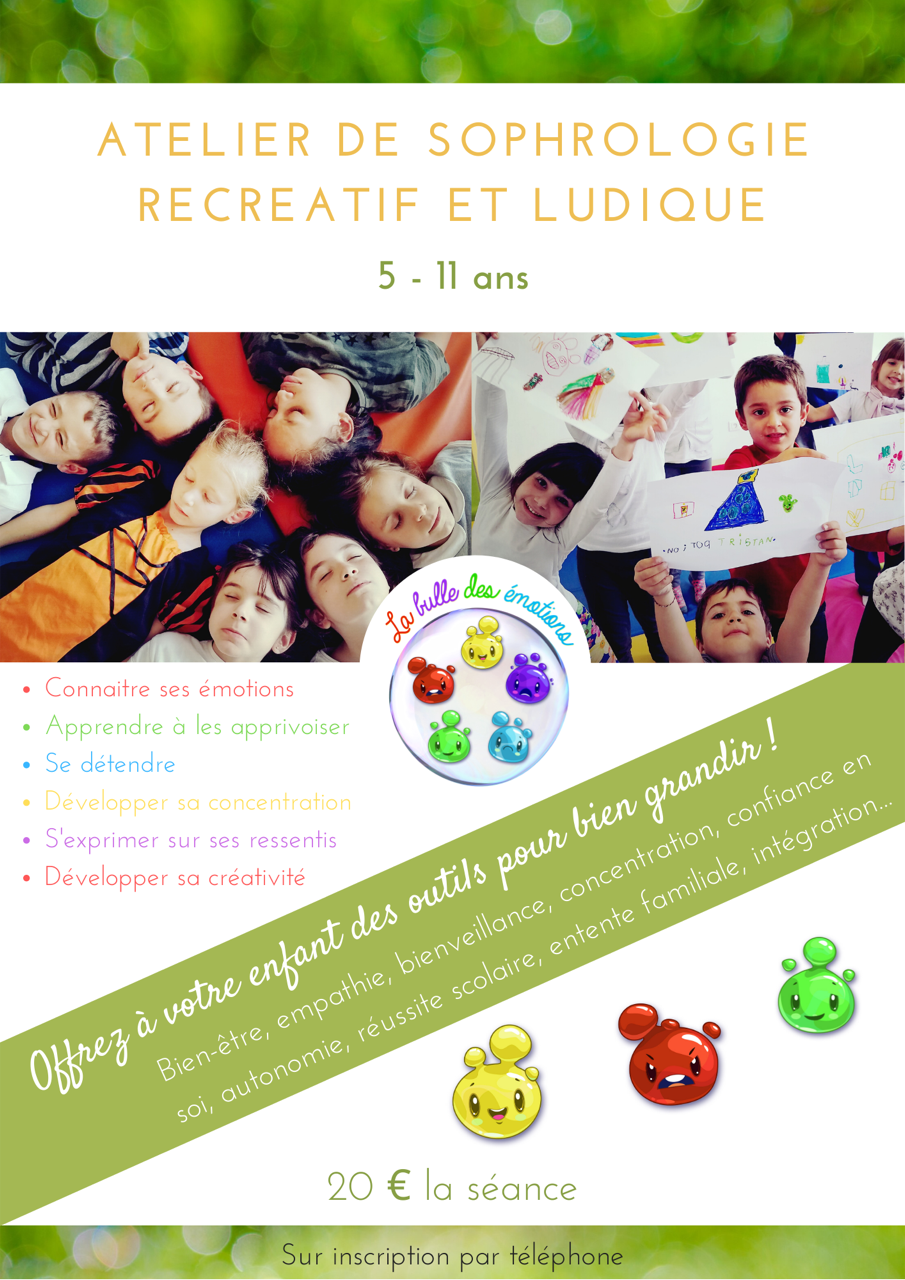 ATELIER DE SOPHROLOGIE
RECREATIF ET LUDIQUE
5 - 11 ans
TRISTAN
La bulle des émotions
• Connaitre ses émotions
• Apprendre à les apprivoiser
• Se détendre
• Développer sa concentration
• S'exprimer sur ses ressentis
• Développer sa créativité
Offrez à votre enfant des outils pour bien grandir !
Bien-être, empathie, bienveillance, concentration, confiance en
soi, autonomie, réussite scolaire, entente familiale, intégration...
20 € la séance
Sur inscription par téléphone